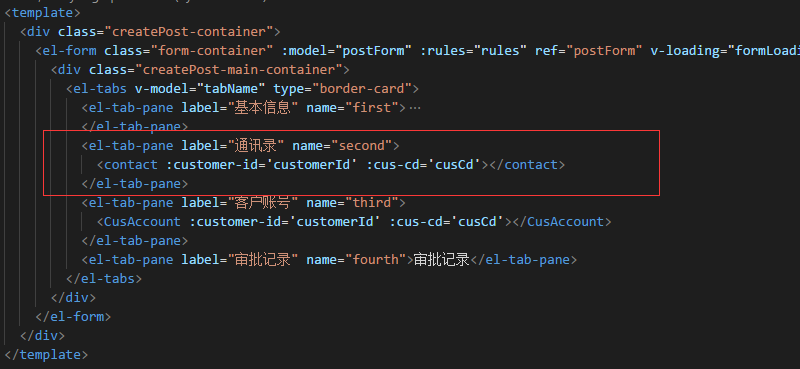 <template>
<div class="createPost-container">
<el-form class="form-container" :model="postForm" :rules="rules" ref="postForm" v-loading="formLoadi
<div class="createPost-main-container">
<el-tabs v-model="tabName" type="border-card">
<el-tab-pane label="基本信息" name="first">…
</el-tab-pane>
<el-tab-pane label="通讯录" name="second">
<contact :customer-id='customerId' :cus-cd='cusCd'></contact>
</el-tab-pane>
<el-tab-pane label="客户账号" name="third">
<CusAccount :customer-id='customerId' :cus-cd='cusCd'></CusAccount>
</el-tab-pane>
<el-tab-pane label="审批记录" name="fourth">审批记录</el-tab-pane>
</el-tabs>
</div>
</el-form>
</div>
</template>